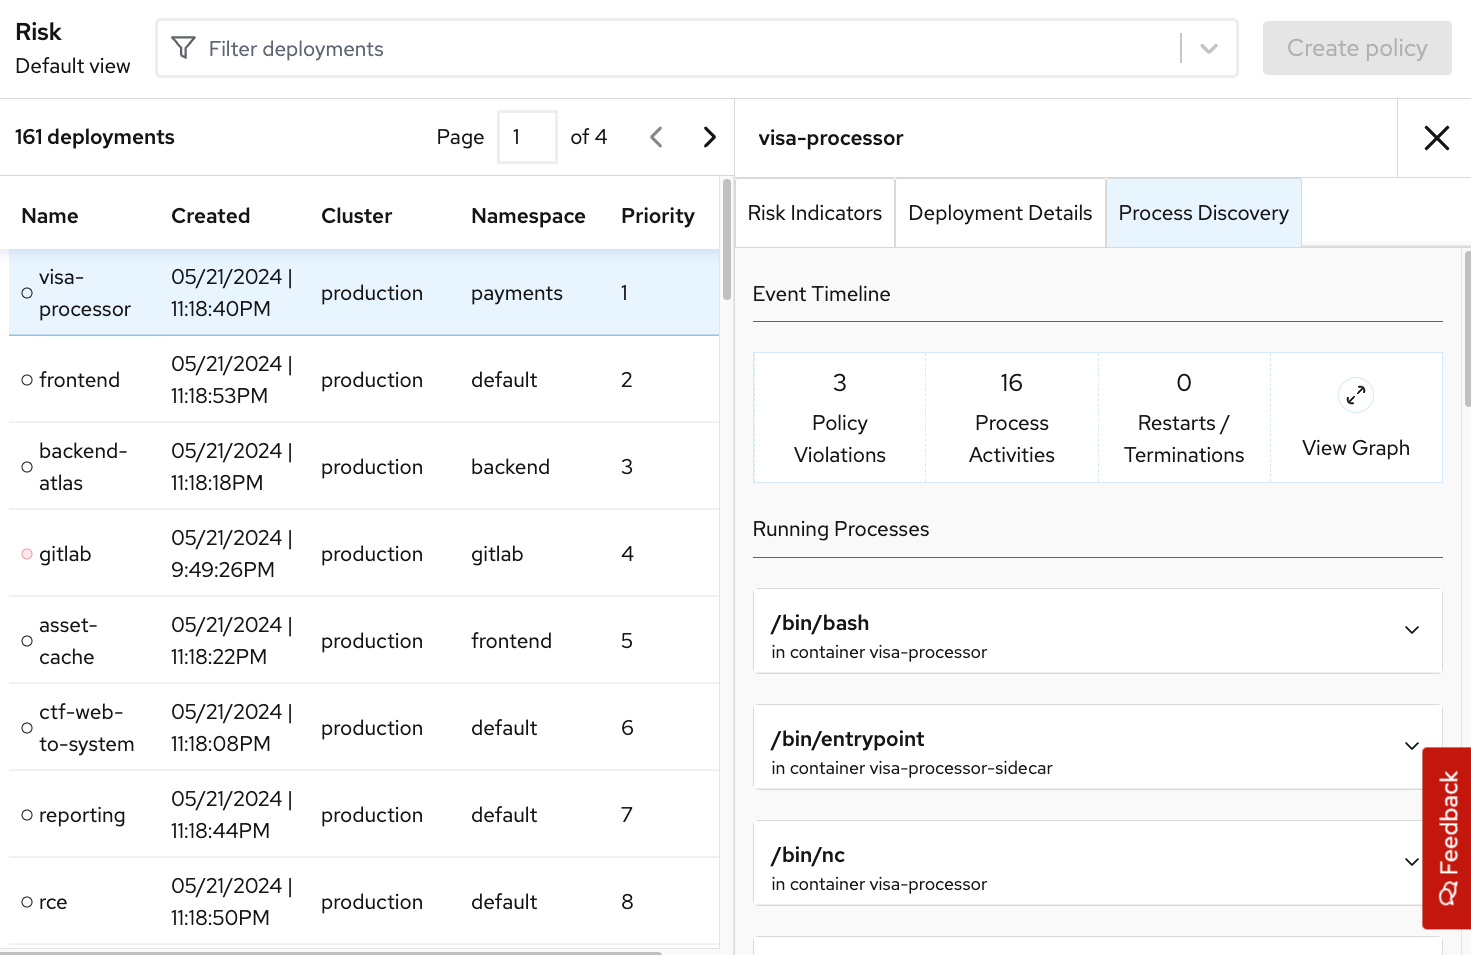 Risk
Default view
Filter deployments
Create policy
161 deployments
Page 1 of 4
visa-processor
Name Created Cluster Namespace Priority
Risk Indicators Deployment Details Process Discovery
visa-
processor
05/21/2024 |
11:18:40PM
production payments 1
frontend
05/21/2024 |
11:18:53PM
production default 2
backend-
atlas
05/21/2024 |
11:18:18PM
production backend 3
gitlab
05/21/2024 |
9:49:26PM
production gitlab 4
asset-
cache
05/21/2024 |
11:18:22PM
production frontend 5
ctf-web-
to-system
05/21/2024 |
11:18:08PM
production default 6
reporting
05/21/2024 |
11:18:44PM
production default 7
rce
05/21/2024 |
11:18:50PM
production default 8
Event Timeline
3
Policy
Violations
16
Process
Activities
0
Restarts /
Terminations
View Graph
Running Processes
/bin/bash
in container visa-processor
/bin/entrypoint
in container visa-processor-sidecar
/bin/nc
in container visa-processor
Feedback